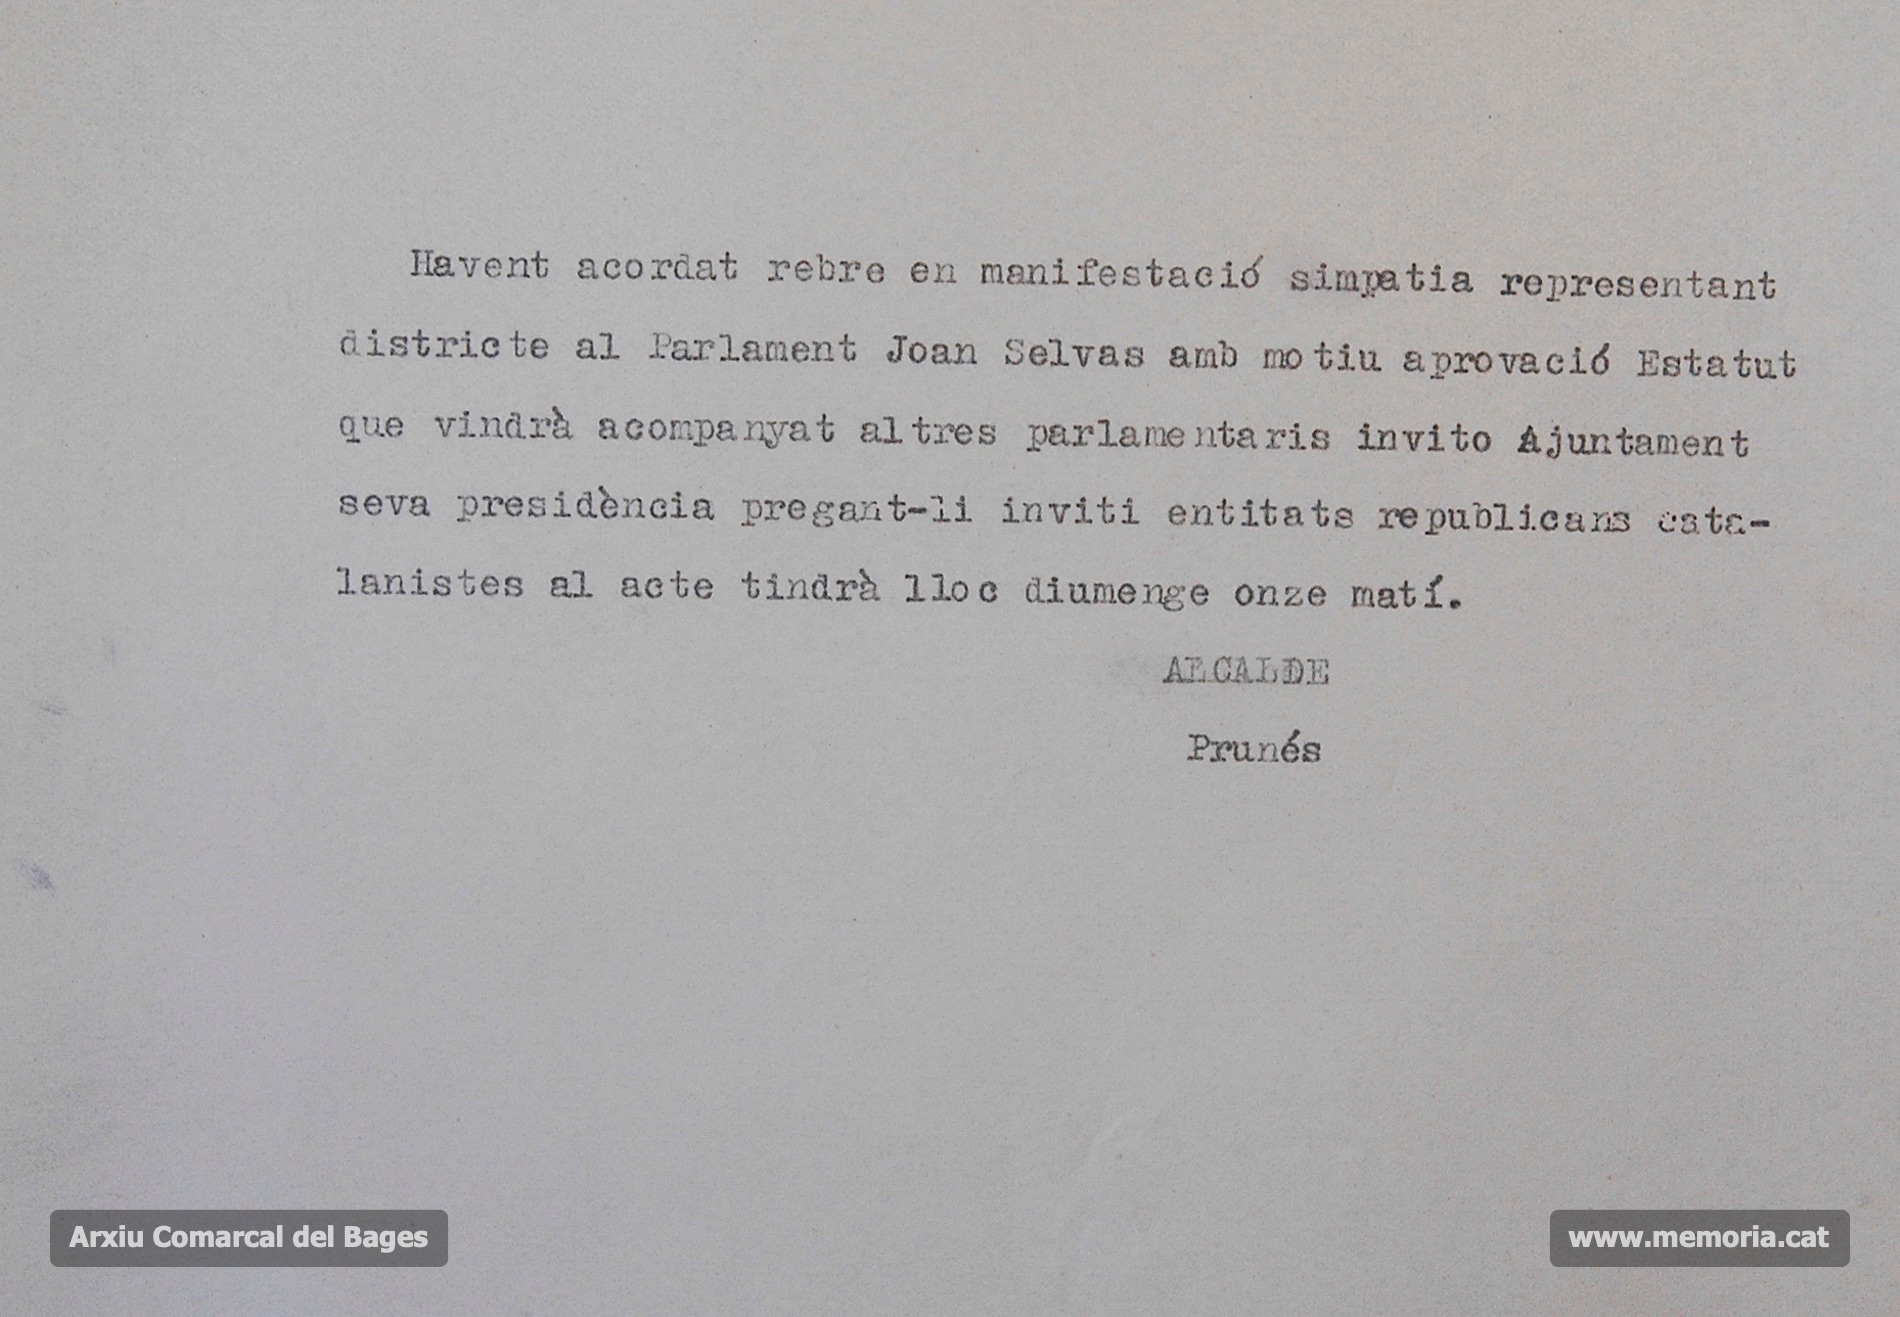 Havent acordat rebre en manifestació simpatia representant
districte al Parlament Joan Selvas amb motiu aprovació Estatut
que vindrà acompanyat altres parlamentaris invito Ajuntament
seva presidència pregant-li inviti entitats republicans cata-
lanistes al acte tindrà lloc diumenge onze matí.
ALCALDE
Prunés
Arxiu Comarcal del Bages
www.memoria.cat